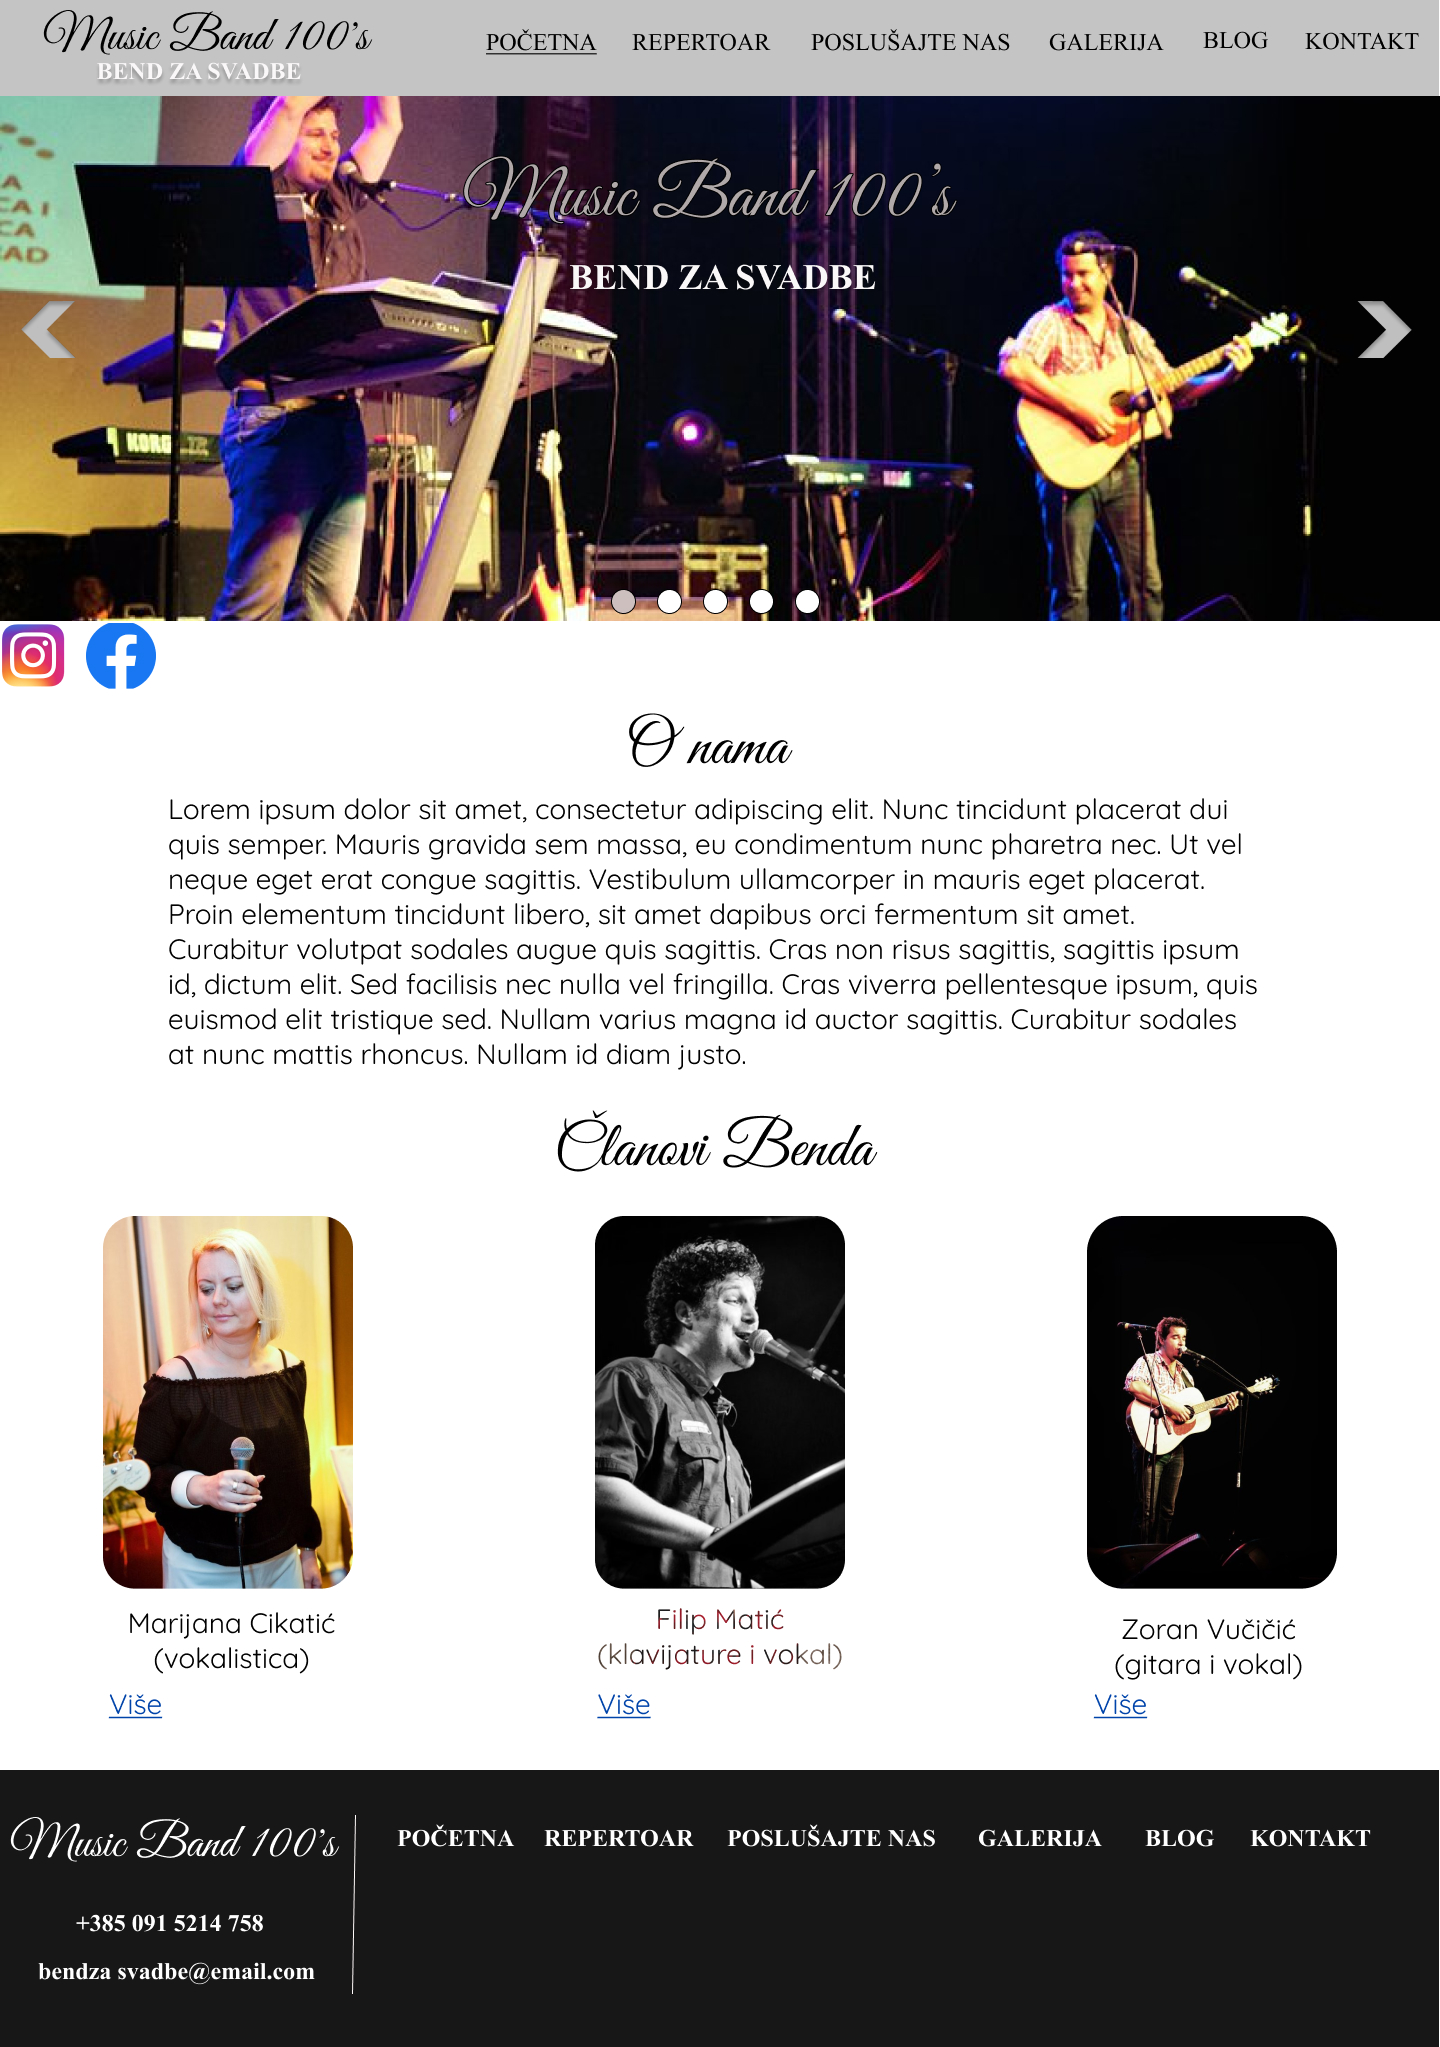 Music Band 100's
BEND ZA SVADBE
POČETNA REPERTOAR POSLUŠAJTE NAS GALERIJA BLOG KONTAKT
A
CA I
CA
AD
Music Band 100's
BEND ZA SVADBE
KORG
O nama
Lorem ipsum dolor sit amet, consectetur adipiscing elit. Nunc tincidunt placerat dui
quis semper. Mauris gravida sem massa, eu condimentum nunc pharetra nec. Ut vel
neque eget erat congue sagittis. Vestibulum ullamcorper in mauris eget placerat.
Proin elementum tincidunt libero, sit amet dapibus orci fermentum sit amet.
Curabitur volutpat sodales augue quis sagittis. Cras non risus sagittis, sagittis ipsum
id, dictum elit. Sed facilisis nec nulla vel fringilla. Cras viverra pellentesque ipsum, quis
euismod elit tristique sed. Nullam varius magna id auctor sagittis. Curabitur sodales
at nunc mattis rhoncus. Nullam id diam justo.
Članovi Benda
Marijana Cikatić
(vokalistica)
Više
Filip Matić
(klavijature i vokal)
Više
Zoran Vučičić
(gitara i vokal)
Više
Music Band 100's
+385 091 5214 758
bendza svadbe@email.com
POČETNA REPERTOAR POSLUŠAJTE NAS GALERIJA BLOG KONTAKT